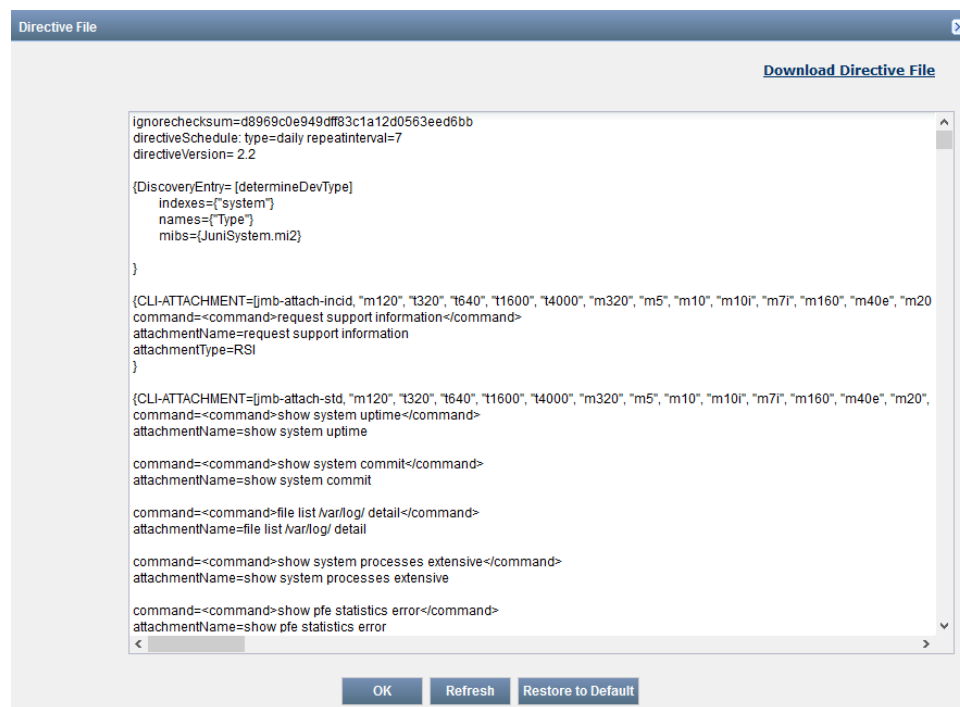 Directive File
Download Directive File
ignorechecksum=d8969c0e949dff83c1a12d0563eed6bb
directiveSchedule: type=daily repeatinterval=7
directiveVersion= 2.2
{DiscoveryEntry= [determineDevType]
indexes={"system"}
names={"Type"}
mibs={JuniSystem.mi2}
}
{CLI-ATTACHMENT=[jmb-attach-incid, "m120", "t320", "t640", "t1600", "t4000", "m320", "m5", "m10", "m10i", "m7i", "m160", "m40e", "m20
command=<command>request support information</command>
attachmentName=request support information
attachmentType=RSI
}
{CLI-ATTACHMENT=[jmb-attach-std, "m120", "t320", "t640", "t1600", "t4000", "m320", "m5", "m10", "m10i", "m7i", "m160", "m40e", "m20",
command=<command>show system uptime</command>
attachmentName=show system uptime
command=<command>show system commit</command>
attachmentName=show system commit
command=<command>file list /var/log/ detail</command>
attachmentName=file list /var/log/ detail
command=<command>show system processes extensive</command>
attachmentName=show system processes extensive
command=<command>show pfe statistics error</command>
attachmentName=show pfe statistics error
OK Refresh Restore to Default